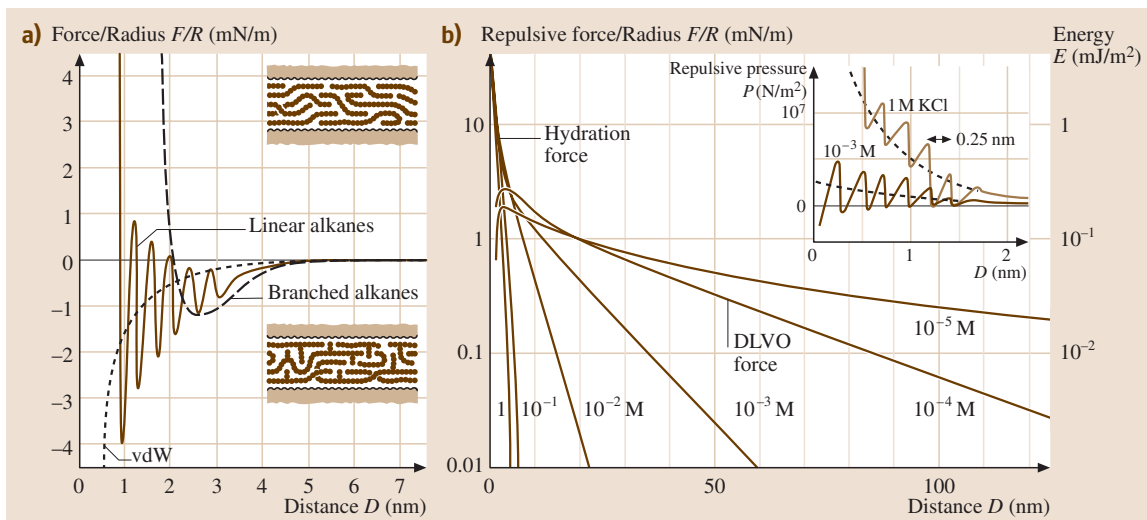 a) Force/Radius F/R (mN/m)
4
3
2
1
0
−1
−2
−3
−4
Linear alkanes
Branched alkanes
vdW
0 1 2 3 4 5 6 7
Distance D (nm)
b) Repulsive force/Radius F/R (mN/m)
Energy
E (mJ/m²)
10
1
0.1
0.01
Hydration
force
DLVO
force
1 10⁻¹ 10⁻² M 10⁻³ M 10⁻⁴ M
10⁻⁵ M
1
10⁻¹
10⁻²
0 50 100
Distance D (nm)
Repulsive pressure
P (N/m²)
10⁷
0
1 M KCl
0.25 nm
10⁻³ M
0 1 2
D (nm)